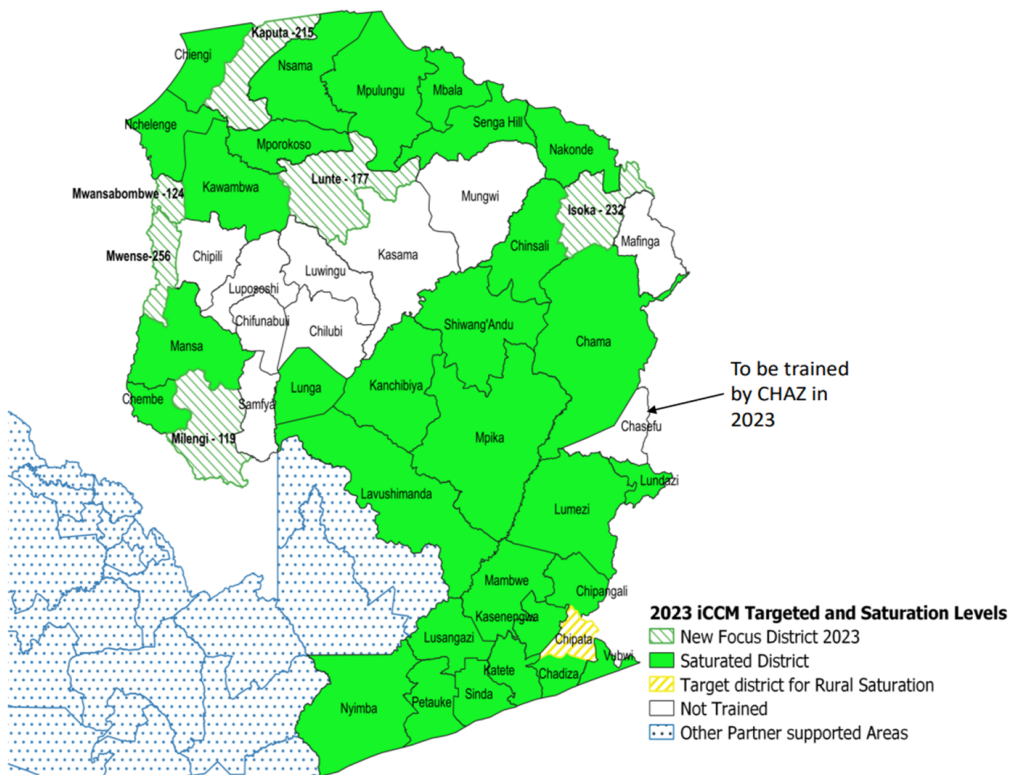 Kaputa -215
Chiengi
Nsama
Mpulungu
Mbala
Senga Hill
Nchelenge
Mporokoso
Nakonde
Lunte - 177
Kawambwa
Mwansabombwe -124
Mungwi
Isoka - 232
Mafinga
Chinsali
Mwense-256
Chipili
Kasama
Luwingu
Lupososhi
Chifunabuli
Chilubi
Shiwang'Andu
Chama
Mansa
Kanchibiya
Lunga
Chembe
Samfya
To be trained
by CHAZ in
2023
Chasefu
Milengi - 119
Mpika
Lundazi
Lavushimanda
Lumezi
Mambwe
Chipangali
Kasenengwa
Lusangazi
Chipata
Vubwi
Katete
Chadiza
Sinda
Petauke
Nyimba
2023 iCCM Targeted and Saturation Levels
New Focus District 2023
Saturated District
Target district for Rural Saturation
Not Trained
Other Partner supported Areas